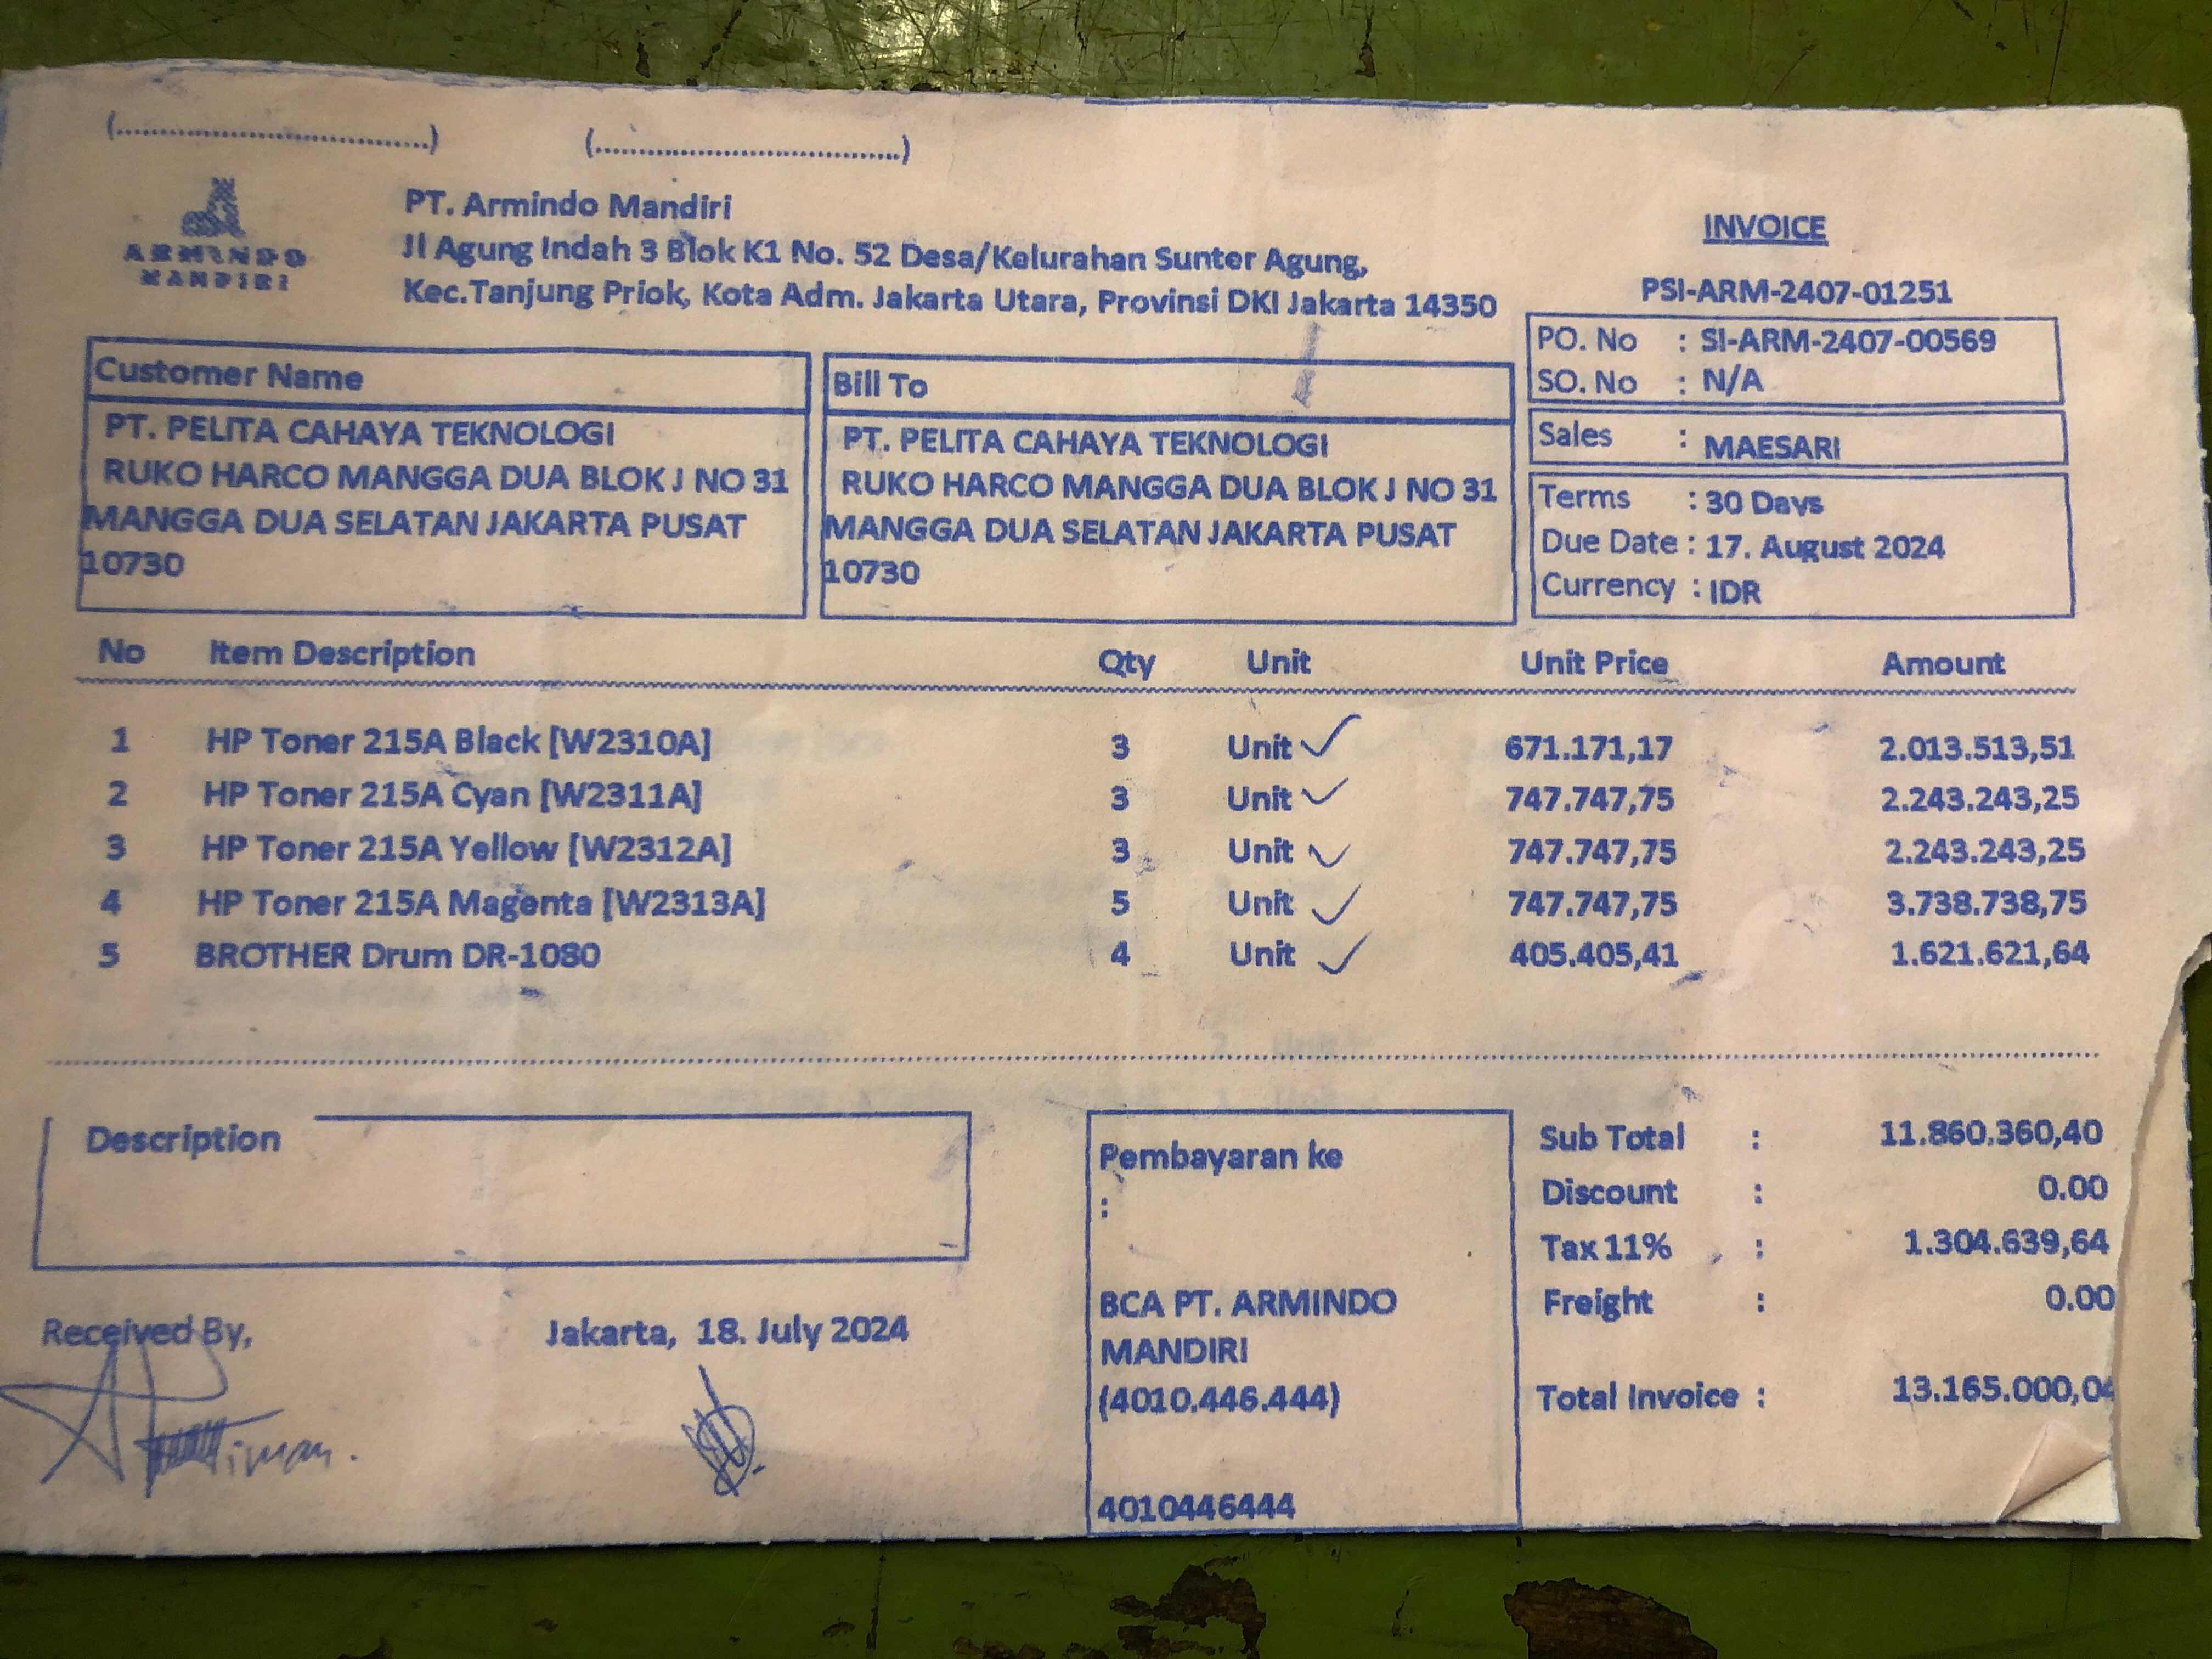 (....................................) (....................................)
ARMINDO
MANDIRI
PT. Armindo Mandiri
Jl Agung Indah 3 Blok K1 No. 52 Desa/Kelurahan Sunter Agung,
Kec.Tanjung Priok, Kota Adm. Jakarta Utara, Provinsi DKI Jakarta 14350
INVOICE
PSI-ARM-2407-01251
PO. No : SI-ARM-2407-00569
SO. No : N/A
Sales : MAESARI
Terms : 30 Days
Due Date : 17. August 2024
Currency : IDR
Customer Name
PT. PELITA CAHAYA TEKNOLOGI
RUKO HARCO MANGGA DUA BLOK J NO 31
MANGGA DUA SELATAN JAKARTA PUSAT
10730
Bill To
PT. PELITA CAHAYA TEKNOLOGI
RUKO HARCO MANGGA DUA BLOK J NO 31
MANGGA DUA SELATAN JAKARTA PUSAT
10730
No Item Description Qty Unit Unit Price Amount
1 HP Toner 215A Black [W2310A] 3 Unit 671.171,17 2.013.513,51
2 HP Toner 215A Cyan [W2311A] 3 Unit 747.747,75 2.243.243,25
3 HP Toner 215A Yellow [W2312A] 3 Unit 747.747,75 2.243.243,25
4 HP Toner 215A Magenta [W2313A] 5 Unit 747.747,75 3.738.738,75
5 BROTHER Drum DR-1080 4 Unit 405.405,41 1.621.621,64
Description
Pembayaran ke
:
BCA PT. ARMINDO
MANDIRI
(4010.446.444)
4010446444
Sub Total : 11.860.360,40
Discount : 0.00
Tax 11% : 1.304.639,64
Freight : 0.00
Total Invoice : 13.165.000,04
Received By,
Jakarta, 18. July 2024